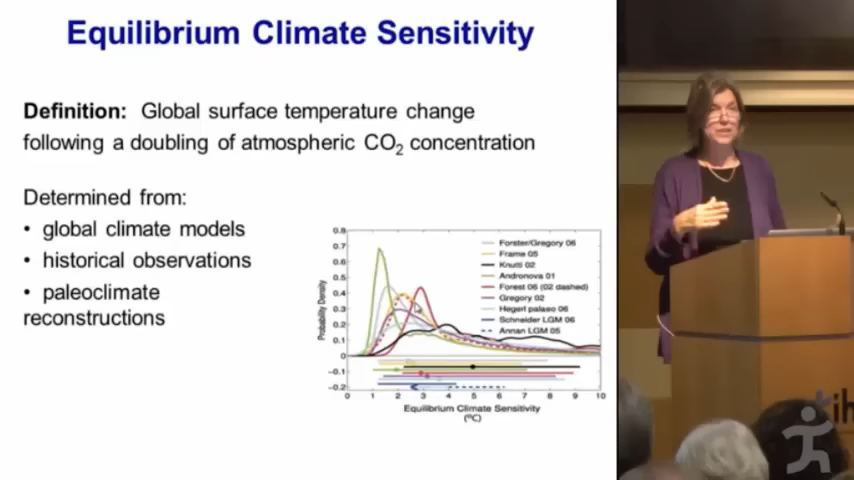 Equilibrium Climate Sensitivity
Definition: Global surface temperature change
following a doubling of atmospheric CO₂ concentration
Determined from:
• global climate models
• historical observations
• paleoclimate
reconstructions
0.8
0.7
0.6
0.5
0.4
0.3
0.2
0.1
0
−0.1
−0.2
Probability Density
Forster/Gregory 06
Frame 05
Knutti 02
Andronova 01
Forest 06 (02 dashed)
Gregory 02
Hegerl palaeo 06
Schneider LGM 06
Annan LGM 05
0 1 2 3 4 5 6 7 8 9 10
Equilibrium Climate Sensitivity
(°C)
ih